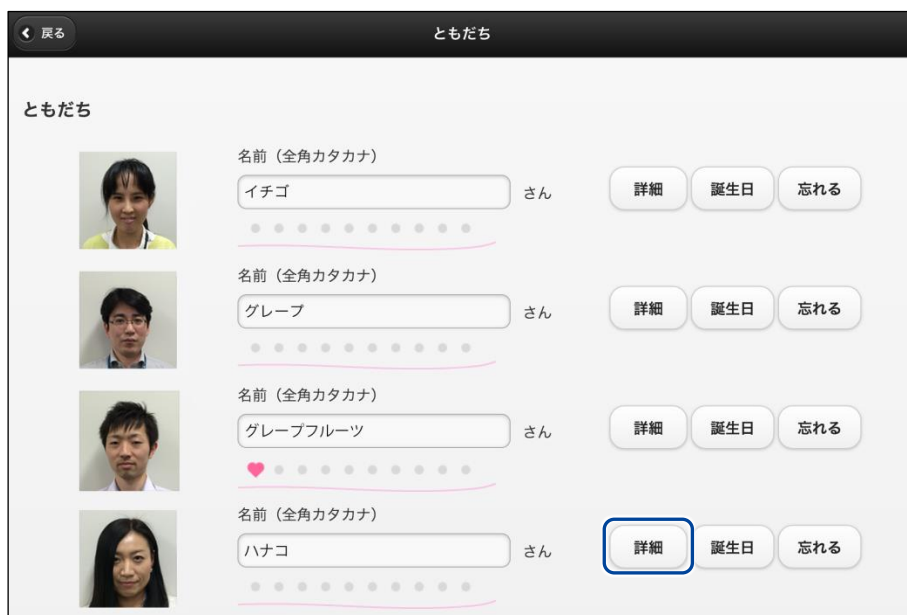 戻る
ともだち
ともだち
名前（全角カタカナ）
イチゴ さん 詳細 誕生日 忘れる
名前（全角カタカナ）
グレープ さん 詳細 誕生日 忘れる
名前（全角カタカナ）
グレープフルーツ さん 詳細 誕生日 忘れる
名前（全角カタカナ）
ハナコ さん 詳細 誕生日 忘れる